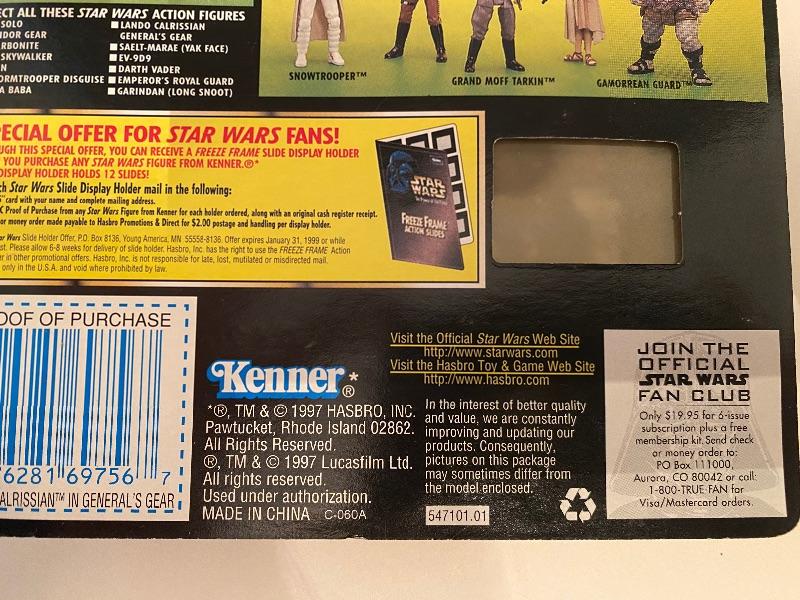 ECT ALL THESE STAR WARS ACTION FIGURES
SOLO
NDOR GEAR
RBONITE
SKYWALKER
N
ORMTROOPER DISGUISE
A BABA
■ LANDO CALRISSIAN
GENERAL'S GEAR
■ SAELT-MARAE (YAK FACE)
■ EV-9D9
■ DARTH VADER
■ EMPEROR'S ROYAL GUARD
■ GARINDAN (LONG SNOOT)
SNOWTROOPER™
GRAND MOFF TARKIN™
GAMORREAN GUARD™
ECIAL OFFER FOR STAR WARS FANS!
UGH THIS SPECIAL OFFER, YOU CAN RECEIVE A FREEZE FRAME SLIDE DISPLAY HOLDER
YOU PURCHASE ANY STAR WARS FIGURE FROM KENNER.®*
DISPLAY HOLDER HOLDS 12 SLIDES!
ch Star Wars Slide Display Holder mail in the following:
" card with your name and complete mailing address.
C Proof of Purchase from any Star Wars Figure from Kenner for each holder ordered, along with an original cash register receipt.
or money order made payable to Hasbro Promotions & Direct for $2.00 postage and handling per display holder.
ar Wars Slide Holder Offer, P.O. Box 8136, Young America, MN 55558-8136. Offer expires January 31, 1999 or while
st. Please allow 6-8 weeks for delivery of slide holder. Hasbro, Inc. has the right to use the FREEZE FRAME Action
er in other promotional offers. Hasbro, Inc. is not responsible for late, lost, mutilated or misdirected mail.
only in the U.S.A. and void where prohibited by law.
STAR WARS
FREEZE FRAME
ACTION SLIDES
OOF OF PURCHASE
76281 69756 7
ALRISSIAN™ IN GENERAL'S GEAR
Kenner*®
*®, TM & © 1997 HASBRO, INC.
Pawtucket, Rhode Island 02862.
All Rights Reserved.
®, TM & © 1997 Lucasfilm Ltd.
All rights reserved.
Used under authorization.
MADE IN CHINA C-060A
Visit the Official Star Wars Web Site
http://www.starwars.com
Visit the Hasbro Toy & Game Web Site
http://www.hasbro.com
In the interest of better quality
and value, we are constantly
improving and updating our
products. Consequently,
pictures on this package
may sometimes differ from
the model enclosed.
547101.01
JOIN THE
OFFICIAL
STAR WARS
FAN CLUB
Only $19.95 for 6-issue
subscription plus a free
membership kit. Send check
or money order to:
PO Box 111000,
Aurora, CO 80042 or call:
1-800-TRUE FAN for
Visa/Mastercard orders.